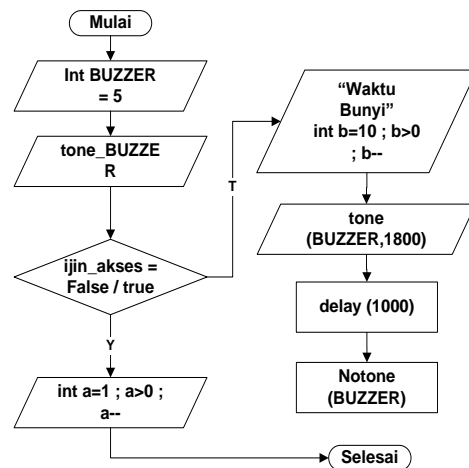 Mulai
Int BUZZER
= 5
tone_BUZZE
R
ijin_akses =
False / true
Y
int a=1 ; a>0 ;
a--
T
“Waktu
Bunyi”
int b=10 ; b>0
; b--
tone
(BUZZER,1800)
delay (1000)
Notone
(BUZZER)
Selesai